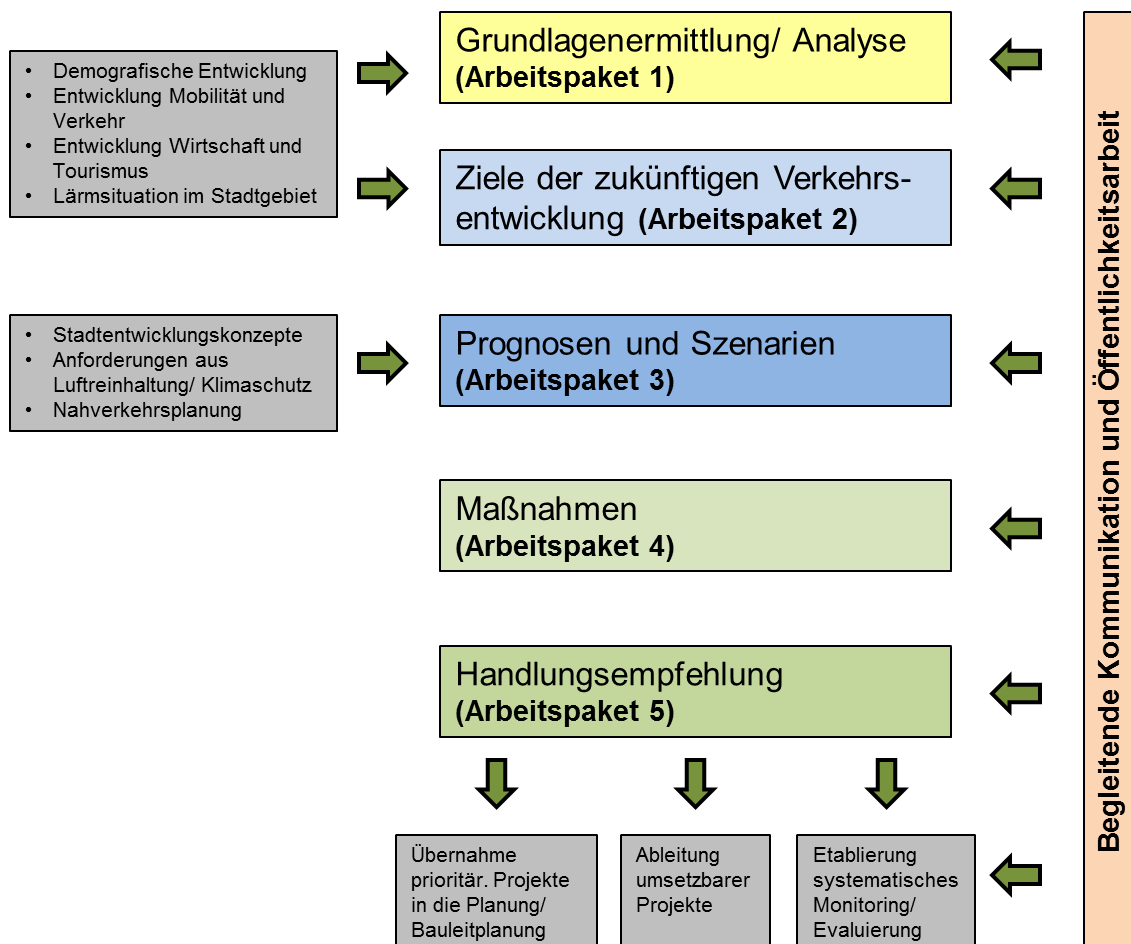 Grundlagenermittlung/ Analyse
(Arbeitspaket 1)
• Demografische Entwicklung
• Entwicklung Mobilität und
Verkehr
• Entwicklung Wirtschaft und
Tourismus
• Lärmsituation im Stadtgebiet
Ziele der zukünftigen Verkehrs-
entwicklung (Arbeitspaket 2)
• Stadtentwicklungskonzepte
• Anforderungen aus
Luftreinhaltung/ Klimaschutz
• Nahverkehrsplanung
Prognosen und Szenarien
(Arbeitspaket 3)
Maßnahmen
(Arbeitspaket 4)
Handlungsempfehlung
(Arbeitspaket 5)
Übernahme
prioritär. Projekte
in die Planung/
Bauleitplanung
Ableitung
umsetzbarer
Projekte
Etablierung
systematisches
Monitoring/
Evaluierung
Begleitende Kommunikation und Öffentlichkeitsarbeit